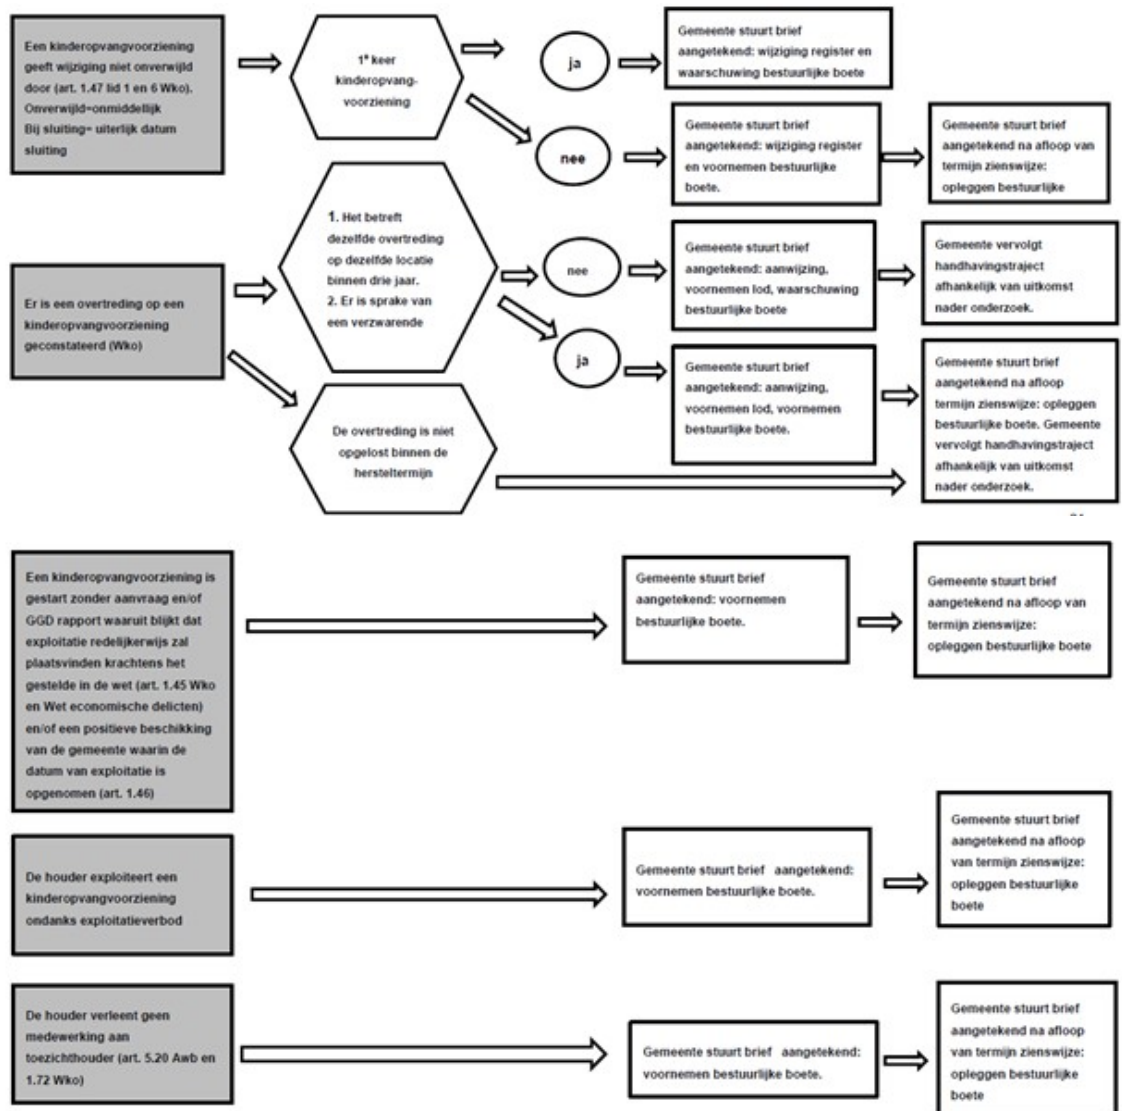 Een kinderopvangvoorziening
geeft wijziging niet onverwijld
door (art. 1.47 lid 1 en 6 Wko).
Onverwijld=onmiddellijk
Bij sluiting= uiterlijk datum
sluiting
1e keer
kinderopvang-
voorziening
ja
Gemeente stuurt brief
aangetekend: wijziging register en
waarschuwing bestuurlijke boete
nee
Gemeente stuurt brief
aangetekend: wijziging register
en voornemen bestuurlijke
boete.
Gemeente stuurt brief
aangetekend na afloop van
termijn zienswijze:
opleggen bestuurlijke
Er is een overtreding op een
kinderopvangvoorziening
geconstateerd (Wko)
1. Het betreft
dezelfde overtreding
op dezelfde locatie
binnen drie jaar.
2. Er is sprake van
een verzwarende
nee
Gemeente stuurt brief
aangetekend: aanwijzing,
voornemen lod, waarschuwing
bestuurlijke boete
Gemeente vervolgt
handhavingstraject
afhankelijk van uitkomst
nader onderzoek.
ja
Gemeente stuurt brief
aangetekend: aanwijzing,
voornemen lod, voornemen
bestuurlijke boete.
Gemeente stuurt brief
aangetekend na afloop
termijn zienswijze: opleggen
bestuurlijke boete. Gemeente
vervolgt handhavingstraject
afhankelijk van uitkomst
nader onderzoek.
De overtreding is niet
opgelost binnen de
hersteltermijn
Een kinderopvangvoorziening is
gestart zonder aanvraag en/of
GGD rapport waaruit blijkt dat
exploitatie redelijkerwijs zal
plaatsvinden krachtens het
gestelde in de wet (art. 1.45 Wko
en Wet economische delicten)
en/of een positieve beschikking
van de gemeente waarin de
datum van exploitatie is
opgenomen (art. 1.46)
Gemeente stuurt brief
aangetekend: voornemen
bestuurlijke boete.
Gemeente stuurt brief
aangetekend na afloop van
termijn zienswijze:
opleggen bestuurlijke boete
De houder exploiteert een
kinderopvangvoorziening
ondanks exploitatieverbod
Gemeente stuurt brief aangetekend:
voornemen bestuurlijke boete.
Gemeente stuurt brief
aangetekend na afloop
van termijn zienswijze:
opleggen bestuurlijke
boete
De houder verleent geen
medewerking aan
toezichthouder (art. 5.20 Awb en
1.72 Wko)
Gemeente stuurt brief aangetekend:
voornemen bestuurlijke boete.
Gemeente stuurt brief
aangetekend na afloop
van termijn zienswijze:
opleggen bestuurlijke
boete